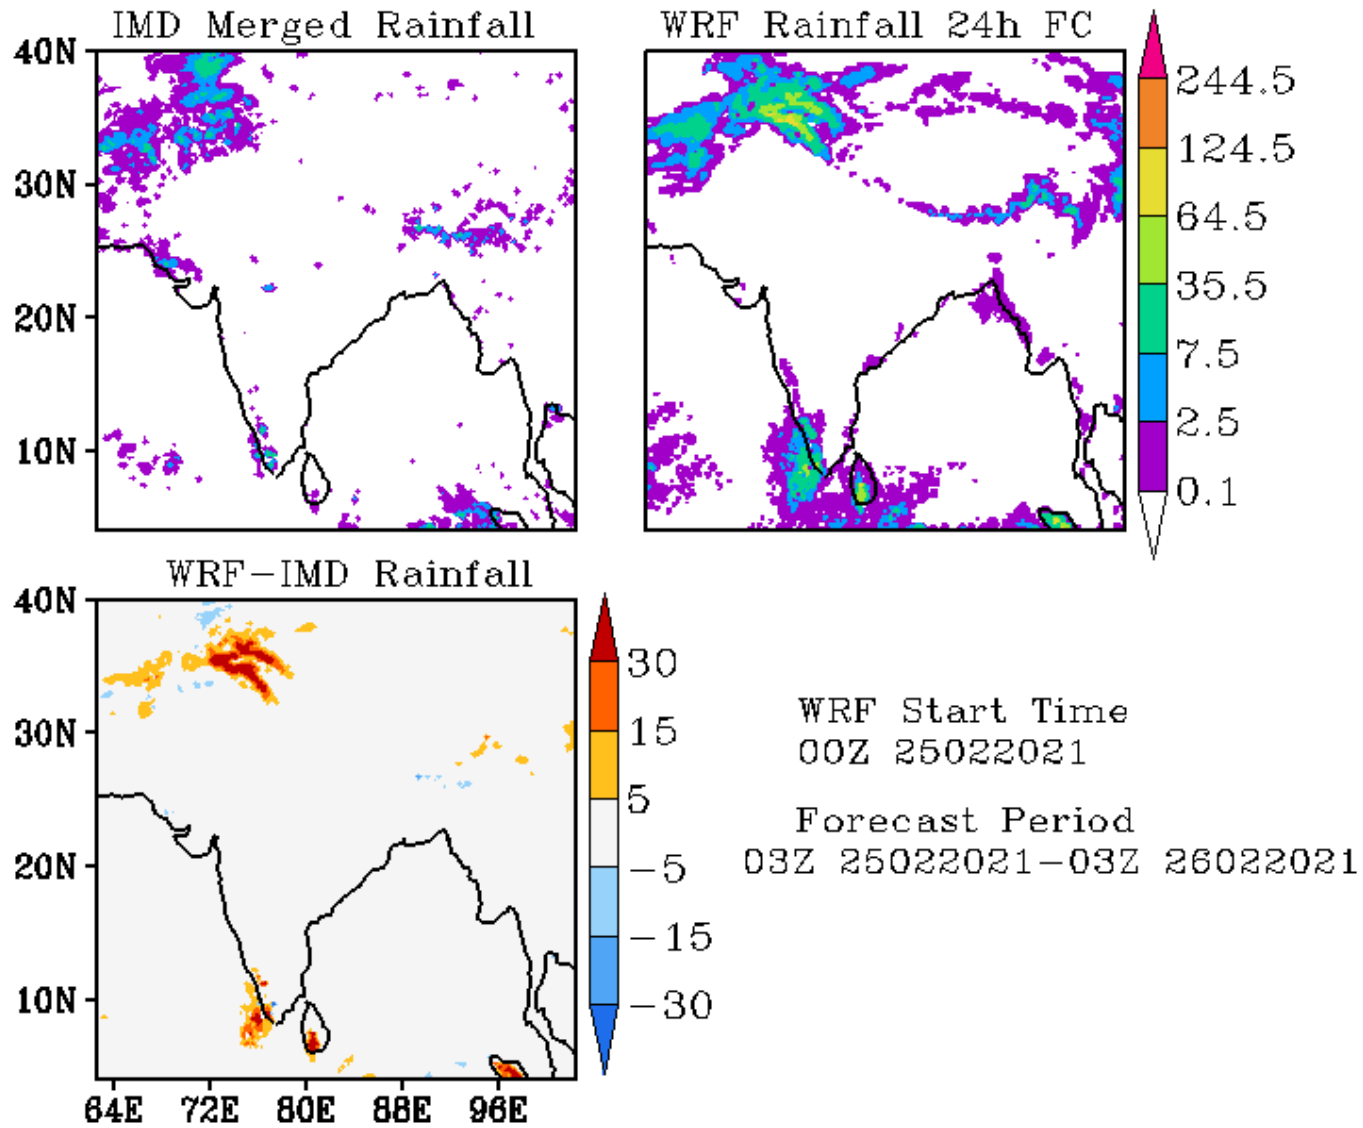 IMD Merged Rainfall
WRF Rainfall 24h FC
40N
30N
20N
10N
244.5
124.5
64.5
35.5
7.5
2.5
0.1
WRF-IMD Rainfall
40N
30N
20N
10N
64E 72E 80E 88E 96E
30
15
5
-5
-15
-30
WRF Start Time
00Z 25022021
Forecast Period
03Z 25022021-03Z 26022021